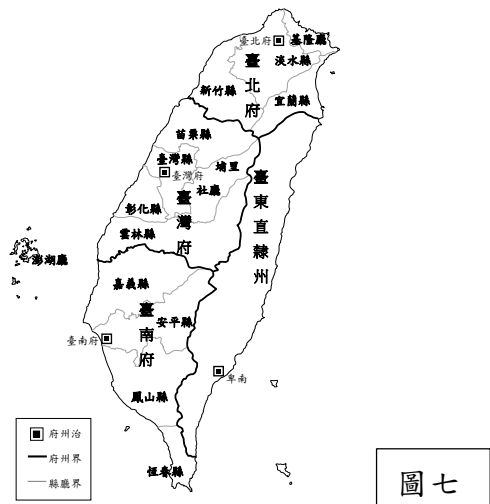 臺北府
基隆廳
淡水縣
臺北府
新竹縣
宜蘭縣
苗栗縣
臺灣縣
埔里
社廳
臺灣府
臺灣府
彰化縣
雲林縣
臺東直隸州
澎湖廳
嘉義縣
臺南府
安平縣
臺南府
卑南
鳳山縣
恆春縣
府州治
府州界
縣廳界
圖七